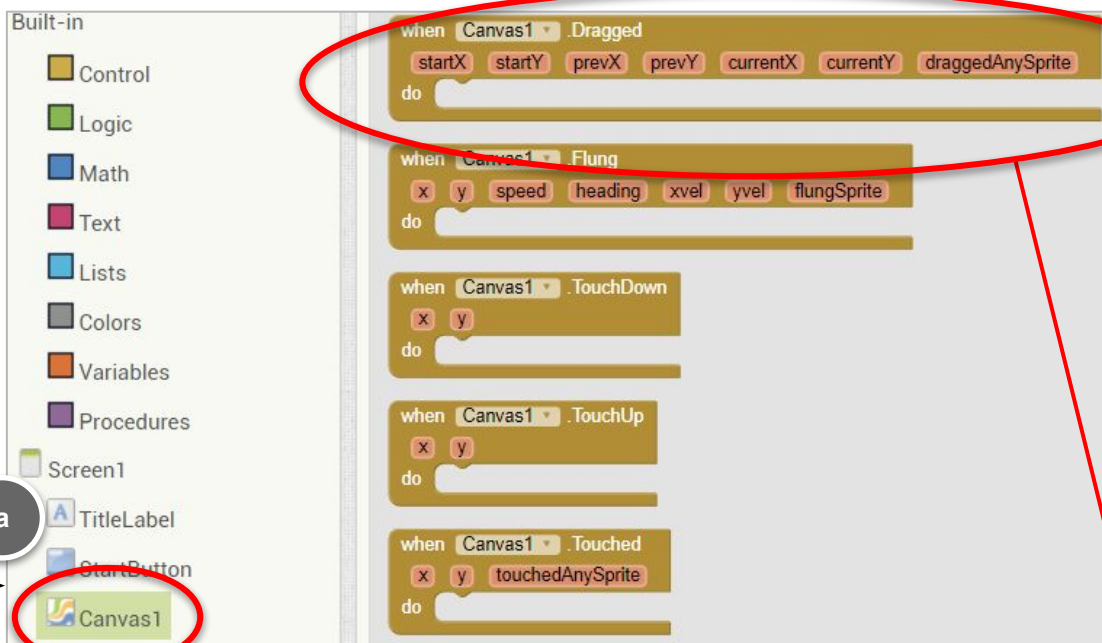 Built-in
Control
Logic
Math
Text
Lists
Colors
Variables
Procedures
Screen1
TitleLabel
StartButton
Canvas1
a
when Canvas1 .Dragged
startX startY prevX prevY currentX currentY draggedAnySprite
do
when Canvas1 .Flung
x y speed heading xvel yvel flungSprite
do
when Canvas1 .TouchDown
x y
do
when Canvas1 .TouchUp
x y
do
when Canvas1 .Touched
x y touchedAnySprite
do